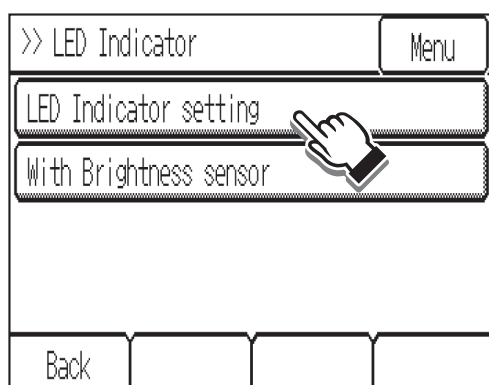 >> LED Indicator
Menu
LED Indicator setting
With Brightness sensor
Back